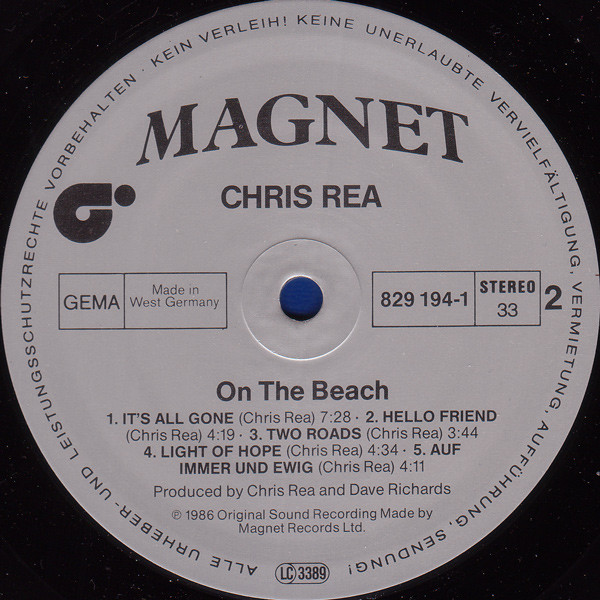 ALLE URHEBER- UND LEISTUNGSSCHUTZRECHTE VORBEHALTEN · KEIN VERLEIH! KEINE UNERLAUBTE VERVIELFÄLTIGUNG, VERMIETUNG, AUFFÜHRUNG, SENDUNG!
MAGNET
CHRIS REA
GEMA
Made in
West Germany
829 194-1
STEREO
33
2
On The Beach
1. IT'S ALL GONE (Chris Rea) 7:28 · 2. HELLO FRIEND
(Chris Rea) 4:19 · 3. TWO ROADS (Chris Rea) 3:44
4. LIGHT OF HOPE (Chris Rea) 4:34 · 5. AUF
IMMER UND EWIG (Chris Rea) 4:11
Produced by Chris Rea and Dave Richards
℗ 1986 Original Sound Recording Made by
Magnet Records Ltd.
LC 3389